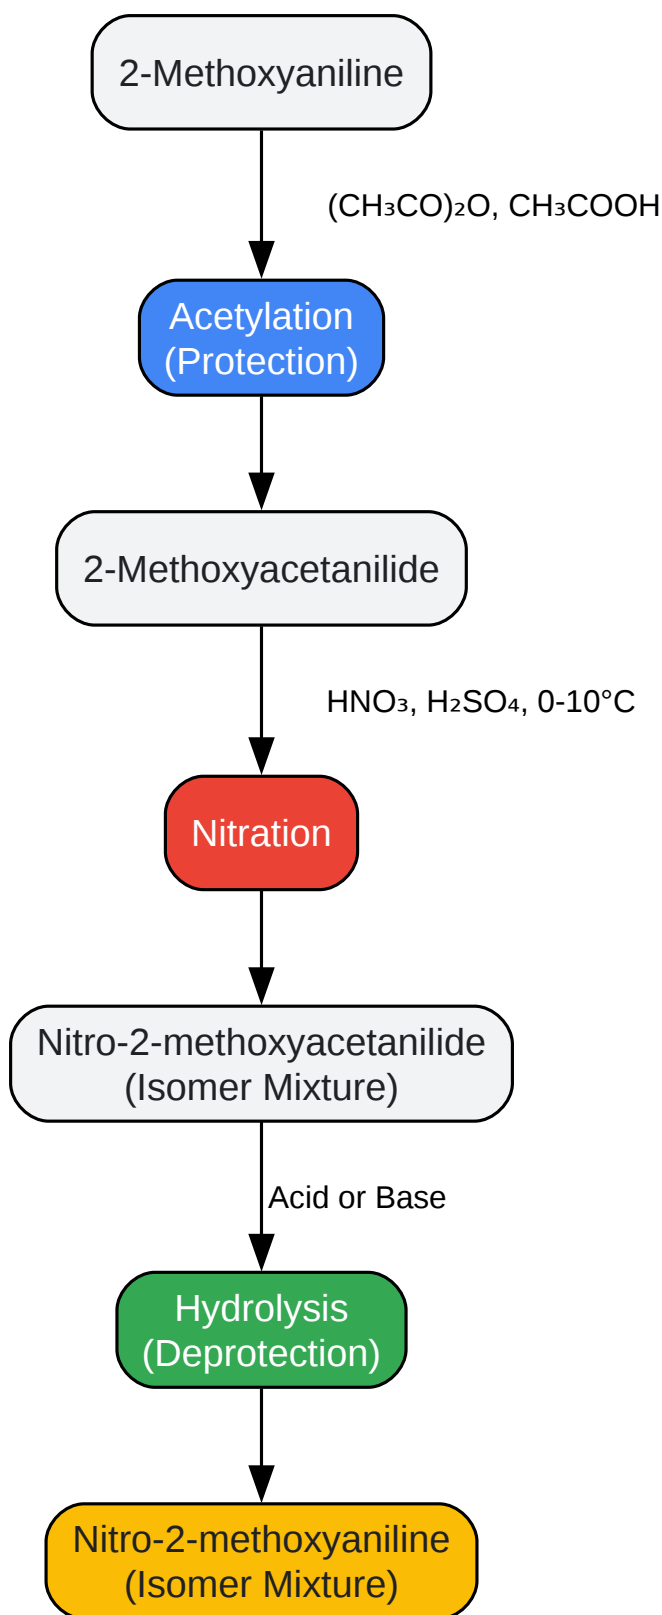 2-Methoxyaniline
(CH₃CO)₂O, CH₃COOH
Acetylation
(Protection)
2-Methoxyacetanilide
HNO₃, H₂SO₄, 0-10°C
Nitration
Nitro-2-methoxyacetanilide
(Isomer Mixture)
Acid or Base
Hydrolysis
(Deprotection)
Nitro-2-methoxyaniline
(Isomer Mixture)